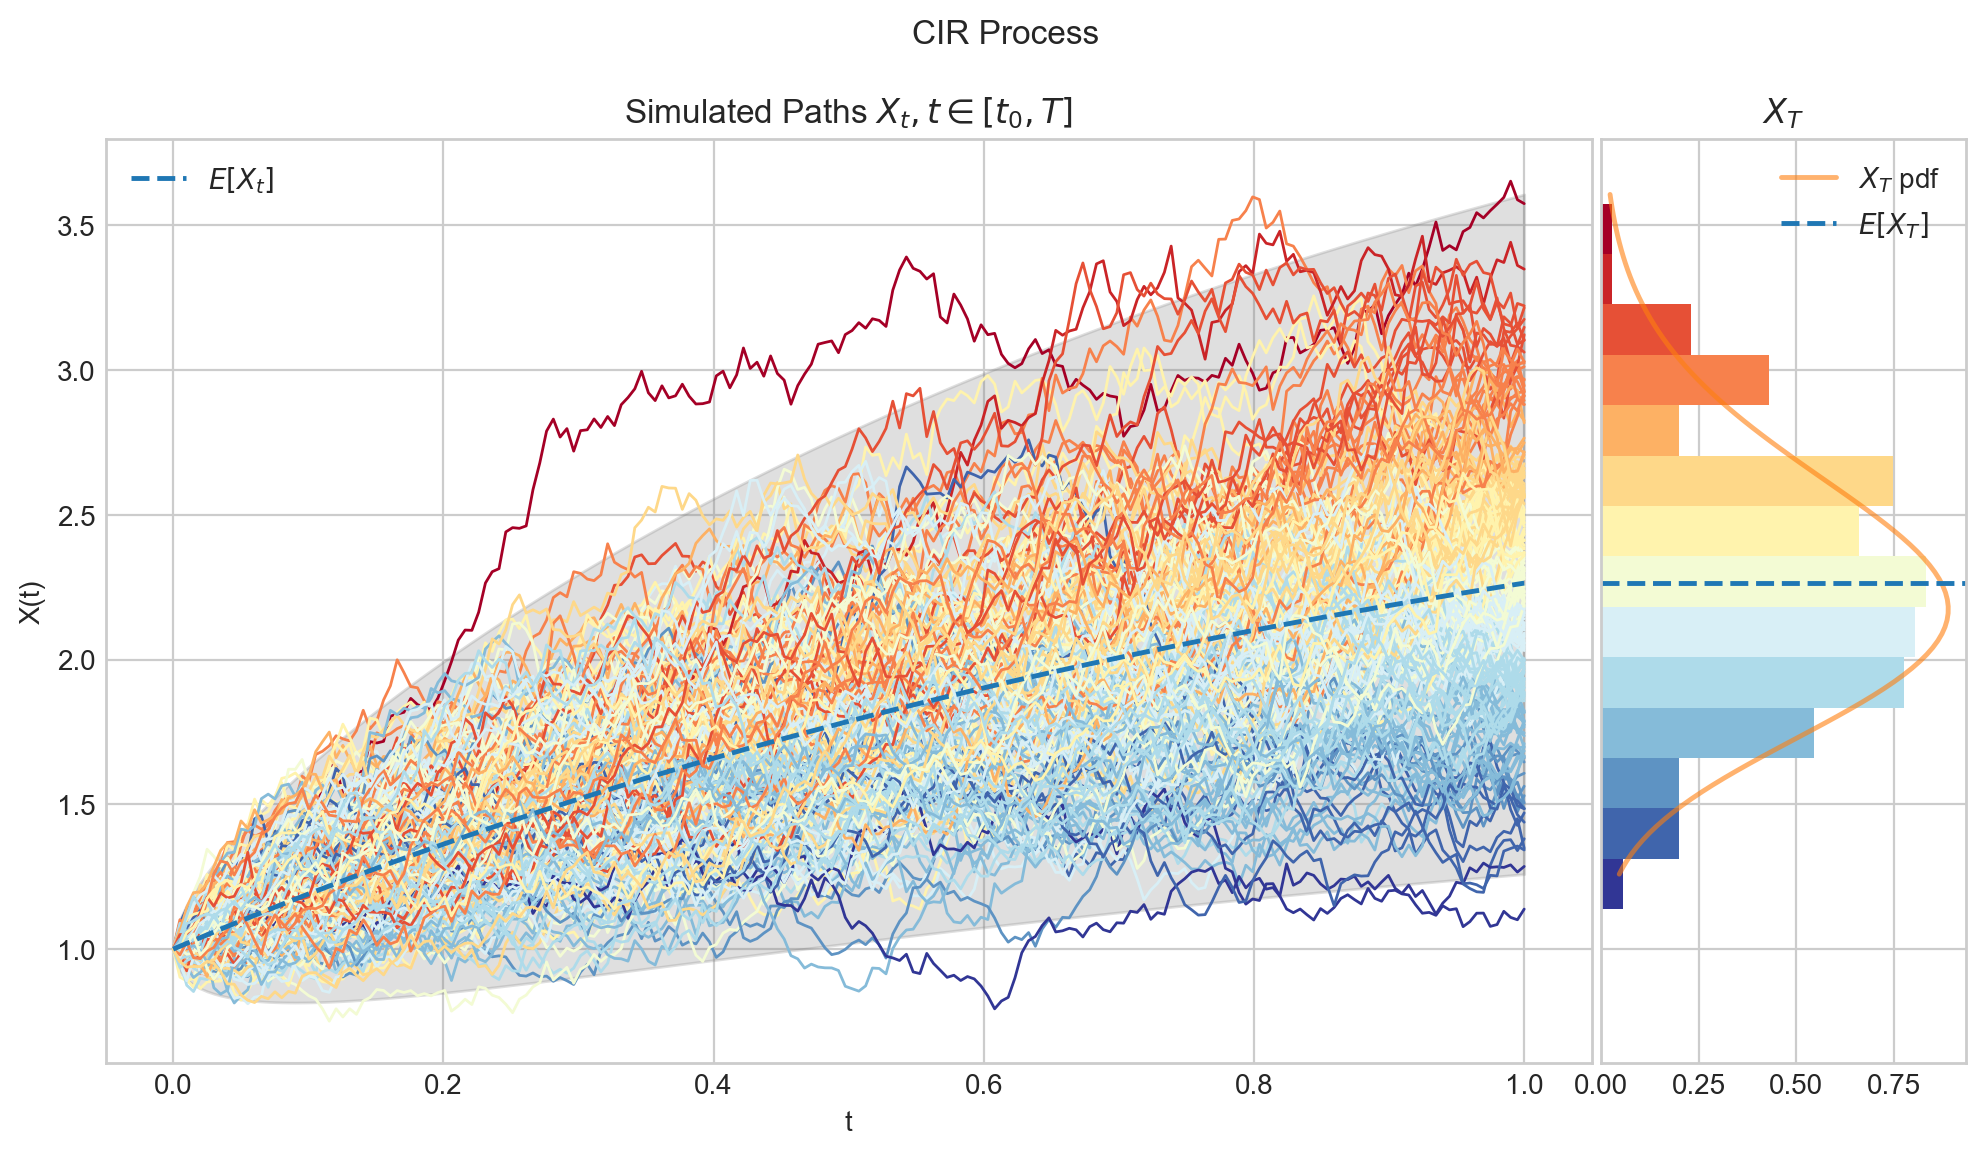 CIR Process
Simulated Paths $X_t, t \in [t_0, T]$
$X_T$
$E[X_t]$
$X_T$ pdf
$E[X_T]$
X(t)
3.5
3.0
2.5
2.0
1.5
1.0
0.0 0.2 0.4 0.6 0.8 1.0
0.00 0.25 0.50 0.75
t